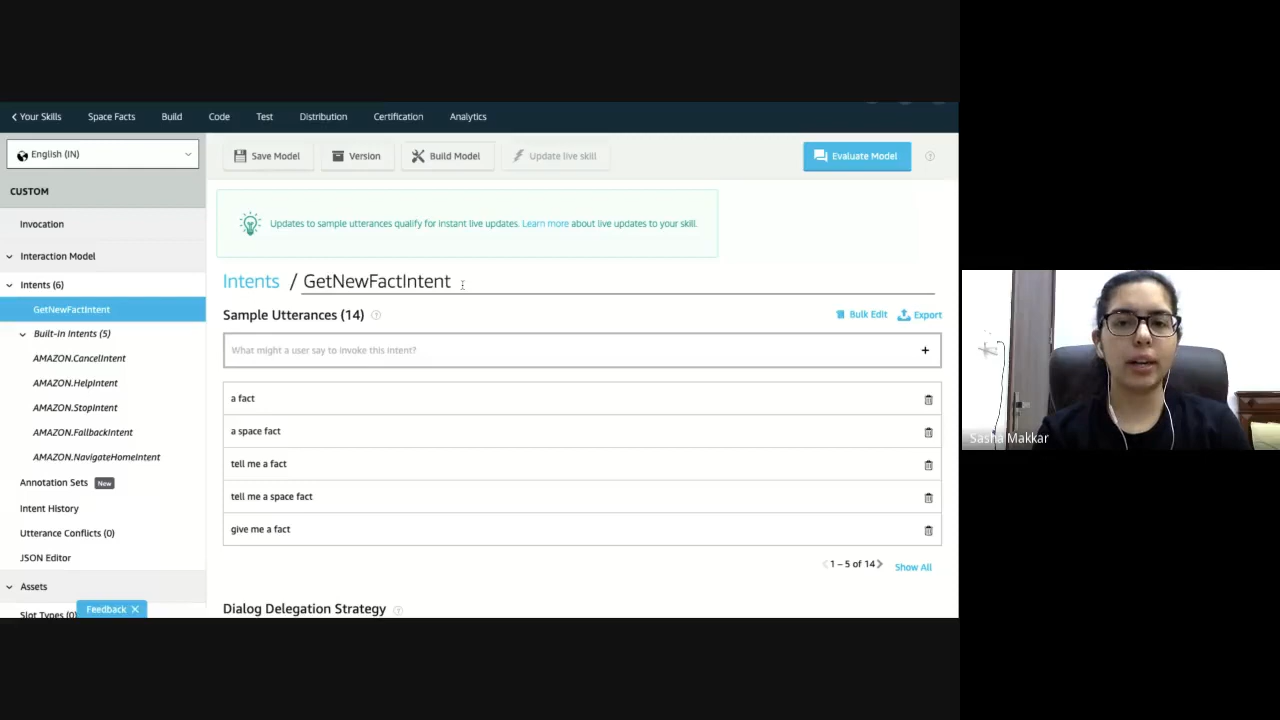 Your Skills Space Facts Build Code Test Distribution Certification Analytics
English (IN)
Save Model Version Build Model Update live skill Evaluate Model
CUSTOM
Invocation
Interaction Model
Intents (6)
GetNewFactIntent
Built-in Intents (5)
AMAZON.CancelIntent
AMAZON.HelpIntent
AMAZON.StopIntent
AMAZON.FallbackIntent
AMAZON.NavigateHomeIntent
Annotation Sets New
Intent History
Utterance Conflicts (0)
JSON Editor
Assets
Slot Types (0)
Feedback
Updates to sample utterances qualify for instant live updates. Learn more about live updates to your skill.
Intents / GetNewFactIntent
Sample Utterances (14)
Bulk Edit Export
What might a user say to invoke this intent?
a fact
a space fact
tell me a fact
tell me a space fact
give me a fact
1 – 5 of 14 Show All
Dialog Delegation Strategy
Sasha Makkar